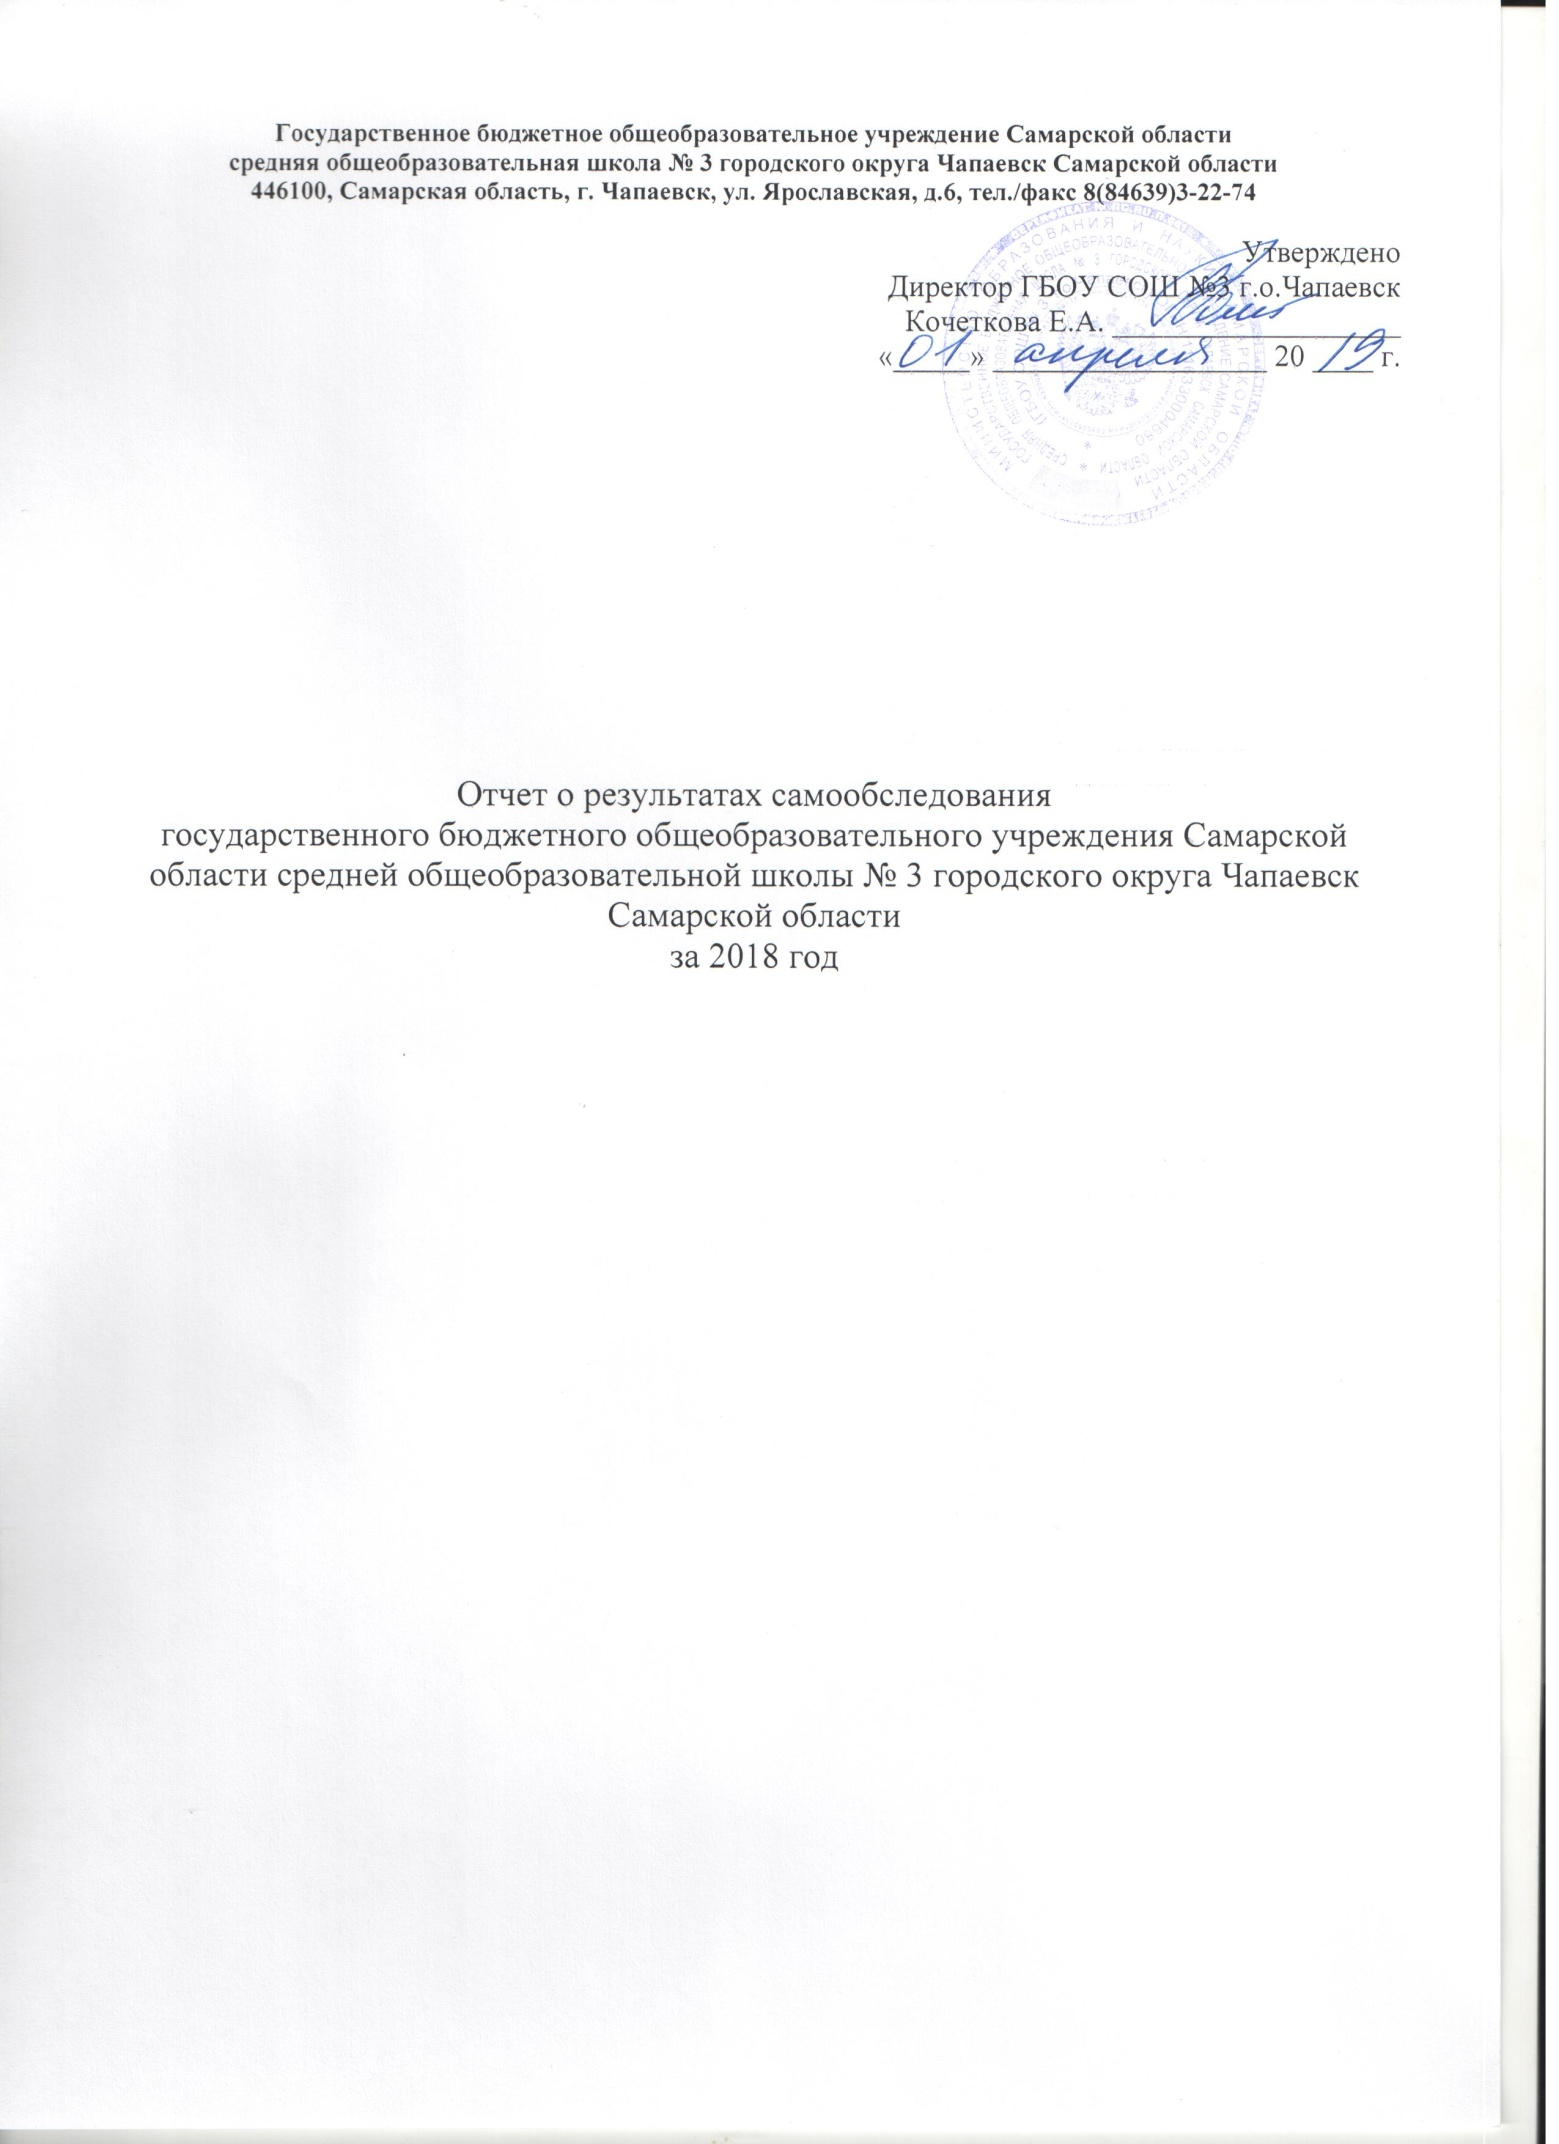 Государственное бюджетное общеобразовательное учреждение Самарской области
средняя общеобразовательная школа № 3 городского округа Чапаевск Самарской области
446100, Самарская область, г. Чапаевск, ул. Ярославская, д.6, тел./факс 8(84639)3-22-74
Утверждено
Директор ГБОУ СОШ №3 г.о.Чапаевск
Кочеткова Е.А.
«01» апреля 20 19 г.
Отчет о результатах самообследования
государственного бюджетного общеобразовательного учреждения Самарской
области средней общеобразовательной школы № 3 городского округа Чапаевск
Самарской области
за 2018 год